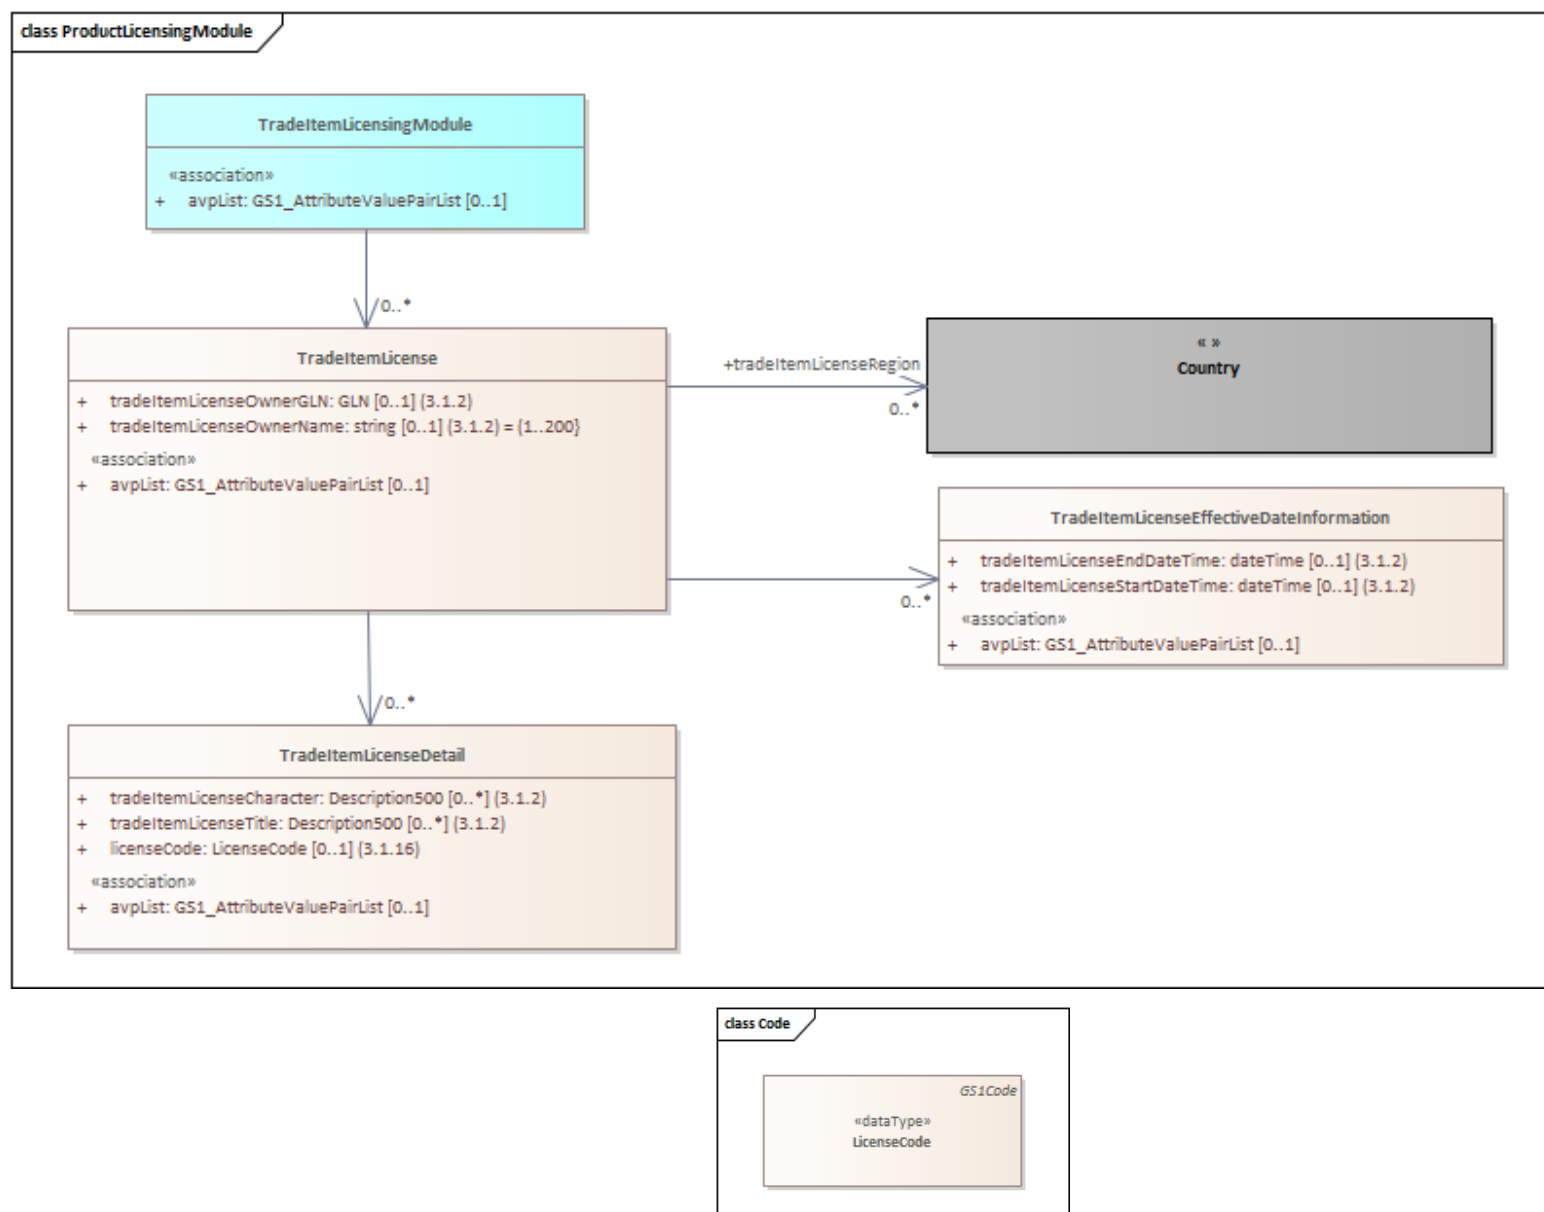 class ProductLicensingModule
TradeItemLicensingModule
«association»
+ avpList: GS1_AttributeValuePairList [0..1]
0..*
TradeItemLicense
+ tradeItemLicenseOwnerGLN: GLN [0..1] (3.1.2)
+ tradeItemLicenseOwnerName: string [0..1] (3.1.2) = {1..200}
«association»
+ avpList: GS1_AttributeValuePairList [0..1]
+tradeItemLicenseRegion
0..*
« »
Country
0..*
TradeItemLicenseEffectiveDateInformation
+ tradeItemLicenseEndDateTime: dateTime [0..1] (3.1.2)
+ tradeItemLicenseStartDateTime: dateTime [0..1] (3.1.2)
«association»
+ avpList: GS1_AttributeValuePairList [0..1]
0..*
TradeItemLicenseDetail
+ tradeItemLicenseCharacter: Description500 [0..*] (3.1.2)
+ tradeItemLicenseTitle: Description500 [0..*] (3.1.2)
+ licenseCode: LicenseCode [0..1] (3.1.16)
«association»
+ avpList: GS1_AttributeValuePairList [0..1]
class Code
GS1Code
«dataType»
LicenseCode